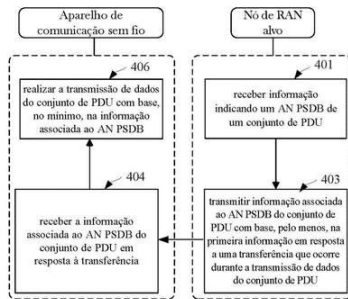 Aparelho de
comunicação sem fio
Nó de RAN
alvo
406
realizar a transmissão de dados
do conjunto de PDU com base,
no mínimo, na informação
associada ao AN PSDB
401
receber informação
indicando um AN PSDB de
um conjunto de PDU
404
receber a informação
associada ao AN PSDB do
conjunto de PDU em
resposta à transferência
403
transmitir informação associada
ao AN PSDB do conjunto de
PDU com base, pelo menos, na
primeira informação em resposta
a uma transferência que ocorre
durante a transmissão de dados
do conjunto de PDU